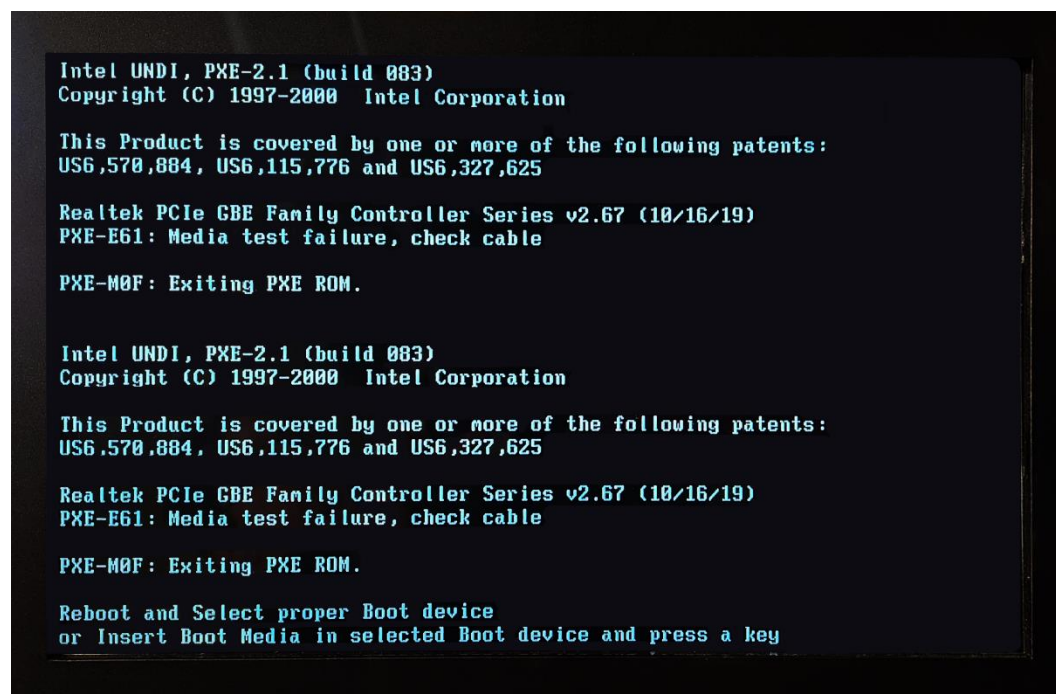 Intel UNDI, PXE-2.1 (build 083)
Copyright (C) 1997-2000  Intel Corporation
This Product is covered by one or more of the following patents:
US6,570,884, US6,115,776 and US6,327,625
Realtek PCIe GBE Family Controller Series v2.67 (10/16/19)
PXE-E61: Media test failure, check cable
PXE-M0F: Exiting PXE ROM.
Intel UNDI, PXE-2.1 (build 083)
Copyright (C) 1997-2000  Intel Corporation
This Product is covered by one or more of the following patents:
US6,570,884, US6,115,776 and US6,327,625
Realtek PCIe GBE Family Controller Series v2.67 (10/16/19)
PXE-E61: Media test failure, check cable
PXE-M0F: Exiting PXE ROM.
Reboot and Select proper Boot device
or Insert Boot Media in selected Boot device and press a key